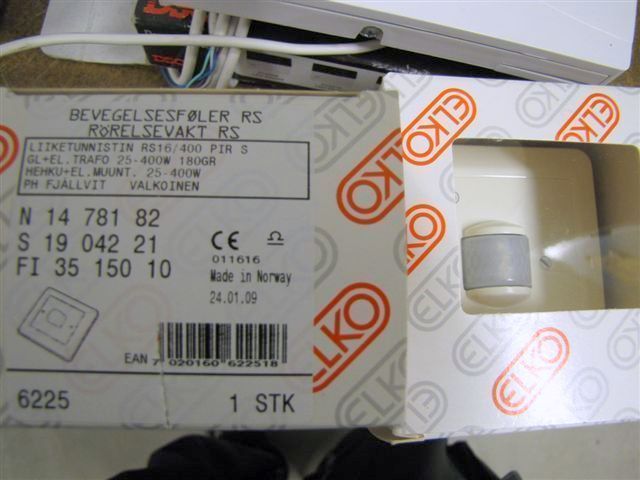 BEVEGELSESFØLER RS
RÖRELSEVAKT RS
LIIKETUNNISTIN RS16/400 PIR S
GL+EL.TRAFO 25-400W 180GR
HEHKU+EL.MUUNT. 25-400W
PH FJÄLLVIT VALKOINEN
N 14 781 82
S 19 042 21
FI 35 150 10
CE
011616
Made in Norway
24.01.09
EAN 7 020160 622518
6225 1 STK
ELKO
ELKO
ELKO
ELKO
ELKO
ELKO